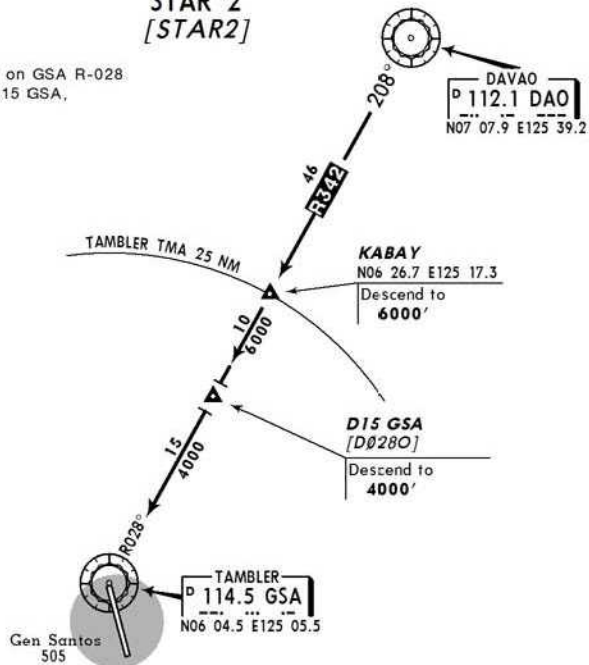 STAR 2
[STAR2]
on GSA R-028
15 GSA,
DAVAO
D 112.1 DAO
N07 07.9 E125 39.2
208°
46
R342
TAMBLER TMA 25 NM
KABAY
N06 26.7 E125 17.3
Descend to
6000'
10
6000
D15 GSA
[DØ28O]
Descend to
4000'
15
4000
R028°
TAMBLER
D 114.5 GSA
N06 04.5 E125 05.5
Gen Santos
505